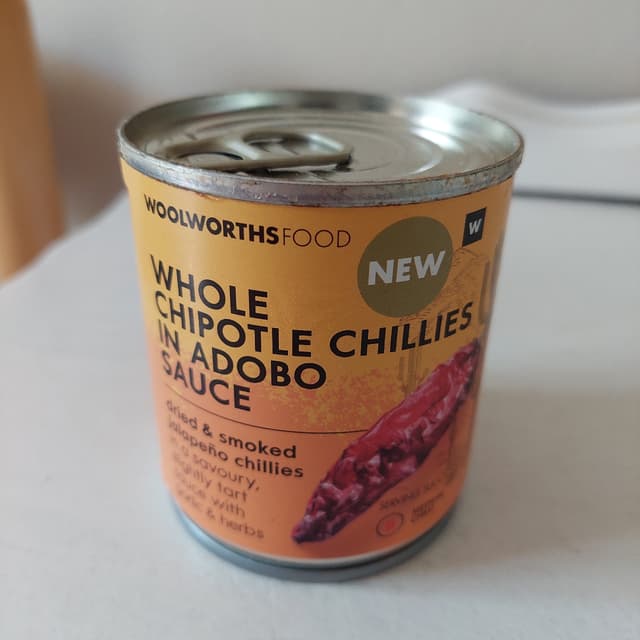 WOOLWORTHSFOOD
W
NEW
WHOLE
CHIPOTLE CHILLIES
IN ADOBO
SAUCE
dried & smoked
jalapeño chillies
in a savoury,
slightly tart
sauce with
garlic & herbs
SERVING